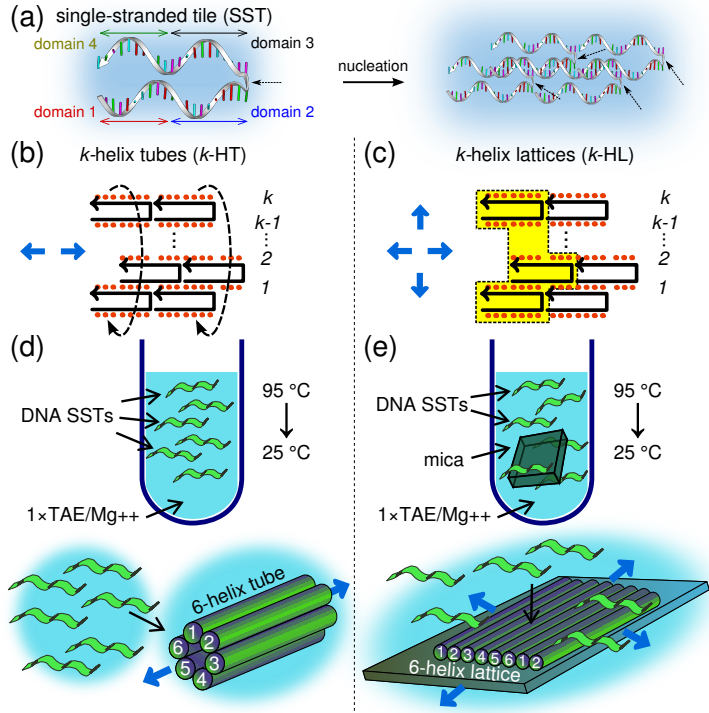 (a)
single-stranded tile (SST)
domain 4
domain 3
domain 1
domain 2
nucleation
(b)
k-helix tubes (k-HT)
k
k-1
2
1
(c)
k-helix lattices (k-HL)
k
k-1
2
1
(d)
DNA SSTs
95 °C
25 °C
1×TAE/Mg++
6-helix tube
1
2
3
4
5
6
(e)
DNA SSTs
mica
95 °C
25 °C
1×TAE/Mg++
1 2 3 4 5 6 1 2
6-helix lattice